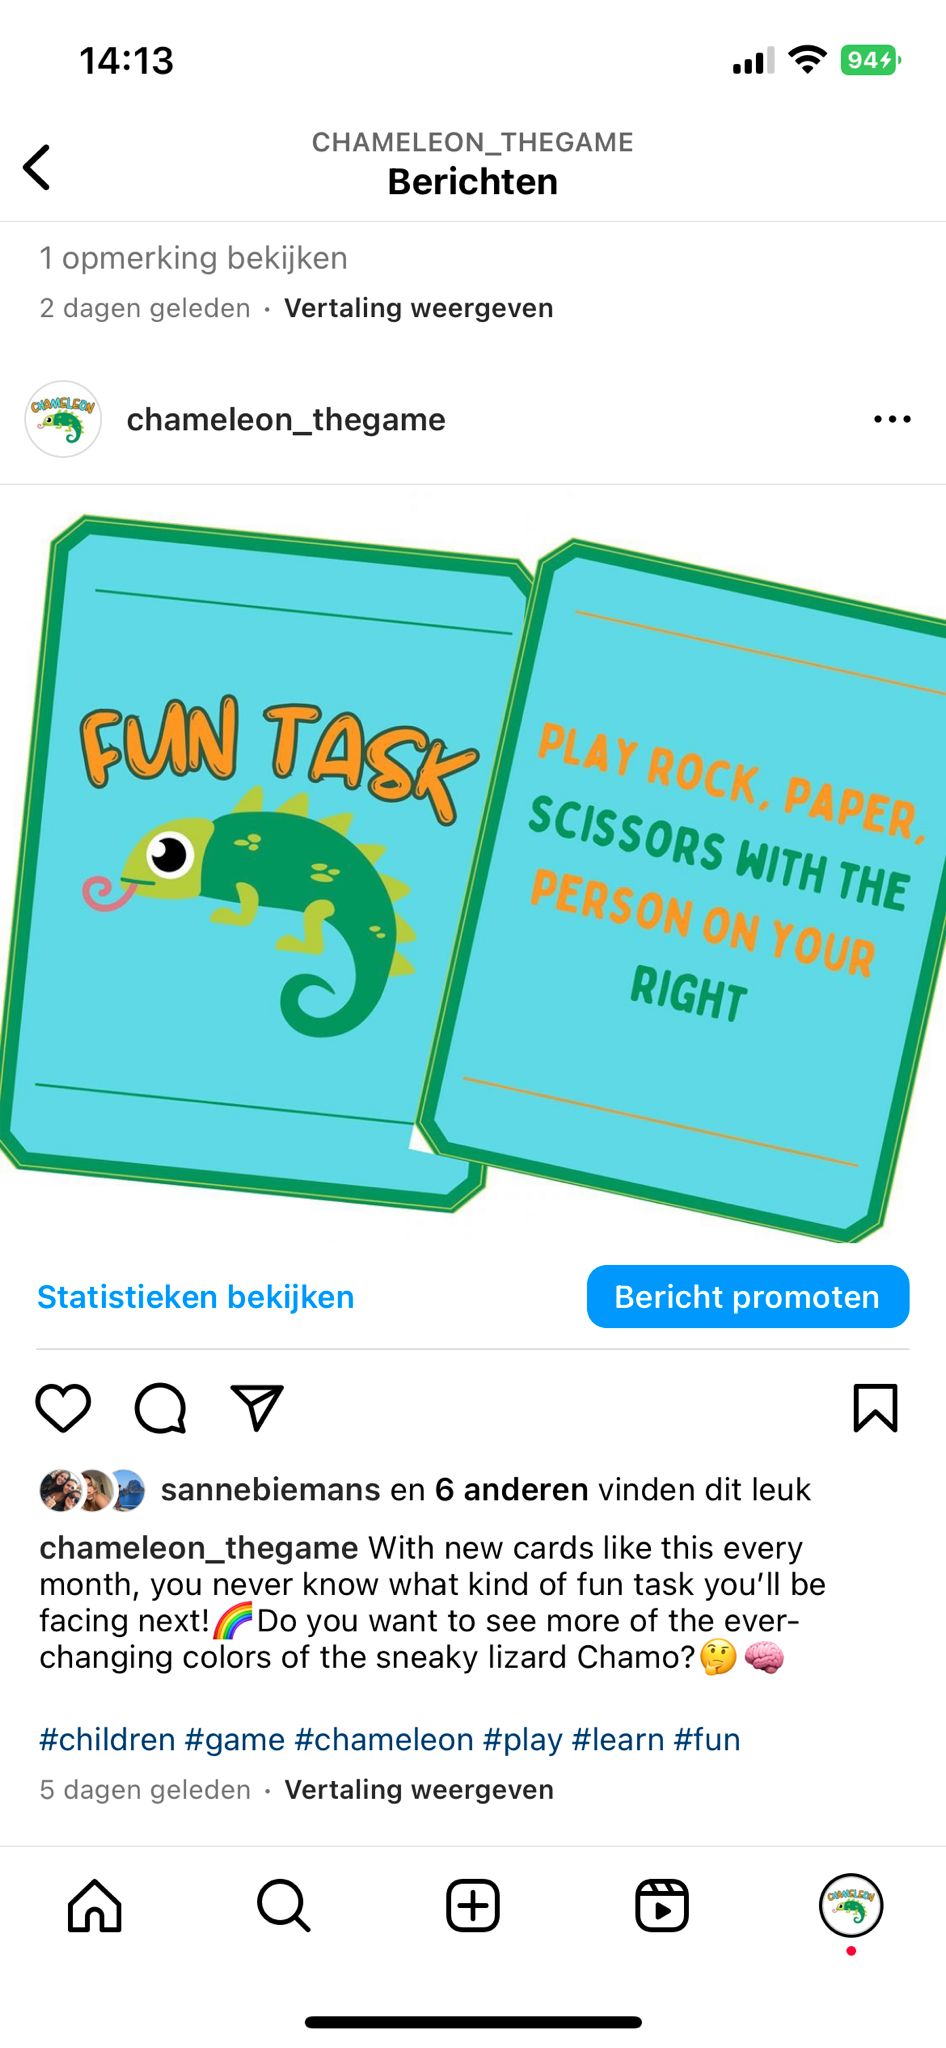 14:13
94
CHAMELEON_THEGAME
Berichten
1 opmerking bekijken
2 dagen geleden · Vertaling weergeven
CHAMELEON
chameleon_thegame
FUN TASK
PLAY ROCK, PAPER,
SCISSORS WITH THE
PERSON ON YOUR
RIGHT
Statistieken bekijken
Bericht promoten
sannebiemans en 6 anderen vinden dit leuk
chameleon_thegame With new cards like this every
month, you never know what kind of fun task you’ll be
facing next!🌈Do you want to see more of the ever-
changing colors of the sneaky lizard Chamo?🤔🧠
#children #game #chameleon #play #learn #fun
5 dagen geleden · Vertaling weergeven
CHAMELEON